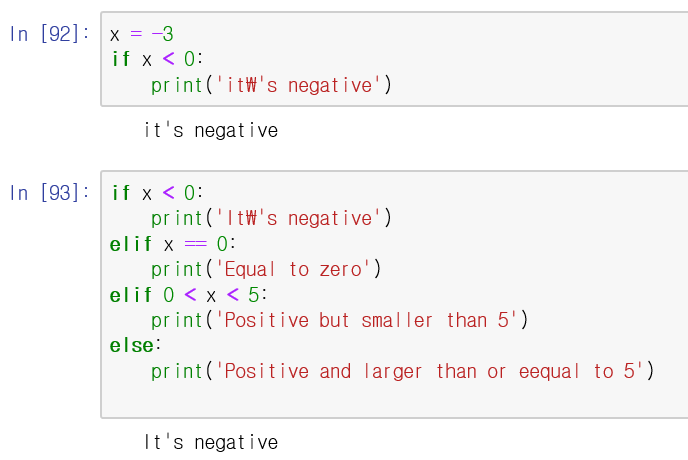 In [92]: x = -3
if x < 0:
    print('it₩'s negative')
it's negative
In [93]: if x < 0:
    print('It₩'s negative')
elif x == 0:
    print('Equal to zero')
elif 0 < x < 5:
    print('Positive but smaller than 5')
else:
    print('Positive and larger than or eequal to 5')
It's negative